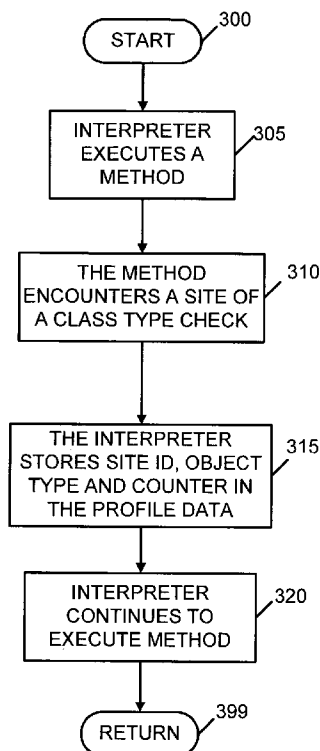 START
300
INTERPRETER
EXECUTES A
METHOD
305
THE METHOD
ENCOUNTERS A SITE OF
A CLASS TYPE CHECK
310
THE INTERPRETER
STORES SITE ID, OBJECT
TYPE AND COUNTER IN
THE PROFILE DATA
315
INTERPRETER
CONTINUES TO
EXECUTE METHOD
320
RETURN
399